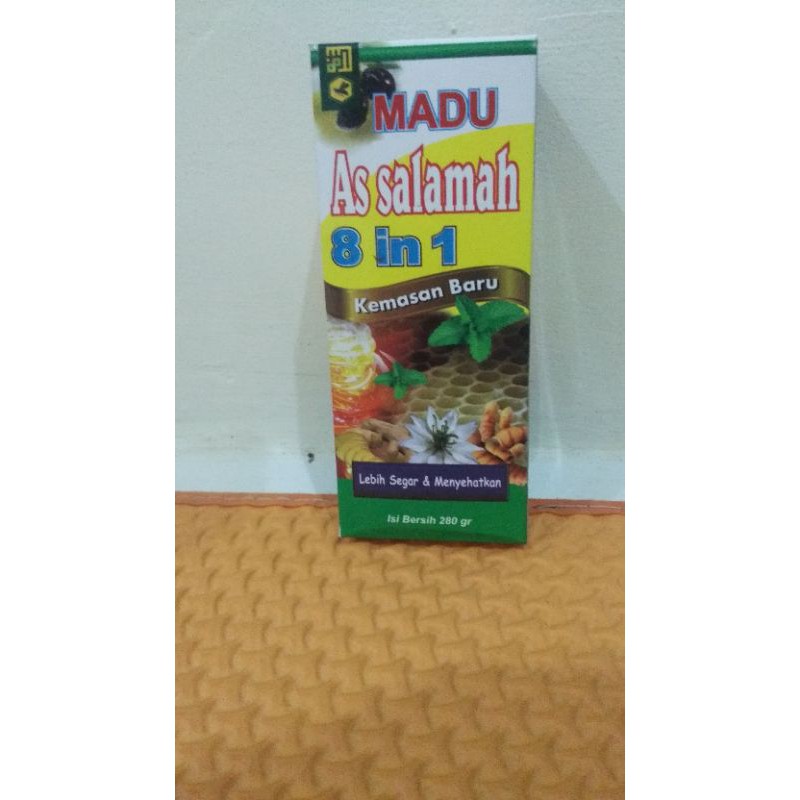 MADU
As salamah
8 in 1
Kemasan Baru
Lebih Segar & Menyehatkan
Isi Bersih 280 gr